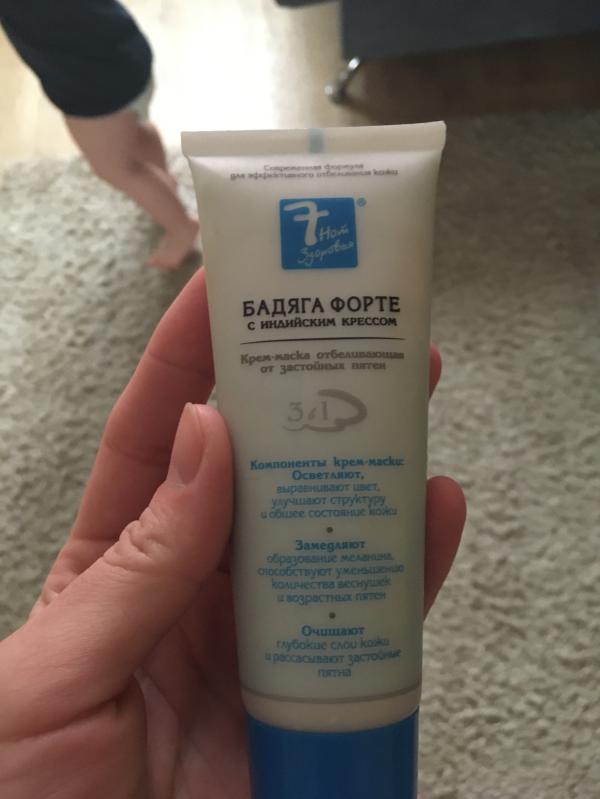 Современная формула
для эффективного отбеливания кожи
7
Нот
Здоровья
®
БАДЯГА ФОРТЕ
С ИНДИЙСКИМ КРЕССОМ
Крем-маска отбеливающая
от застойных пятен
3 в 1
Компоненты крем-маски:
Осветляют,
выравнивают цвет,
улучшают структуру
и общее состояние кожи
•
Замедляют
образование меланина,
способствуют уменьшению
количества веснушек
и возрастных пятен
•
Очищают
глубокие слои кожи
и рассасывают застойные
пятна